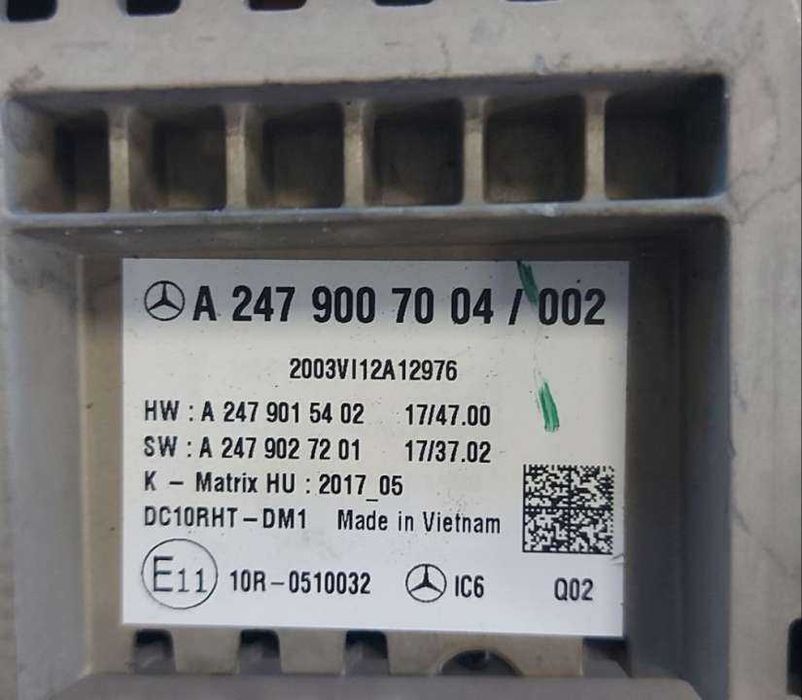 A 247 900 70 04 / 002
2003VI12A12976
HW : A 247 901 54 02 17/47.00
SW : A 247 902 72 01 17/37.02
K - Matrix HU : 2017_05
DC10RHT-DM1 Made in Vietnam
E11 10R-0510032 IC6 Q02